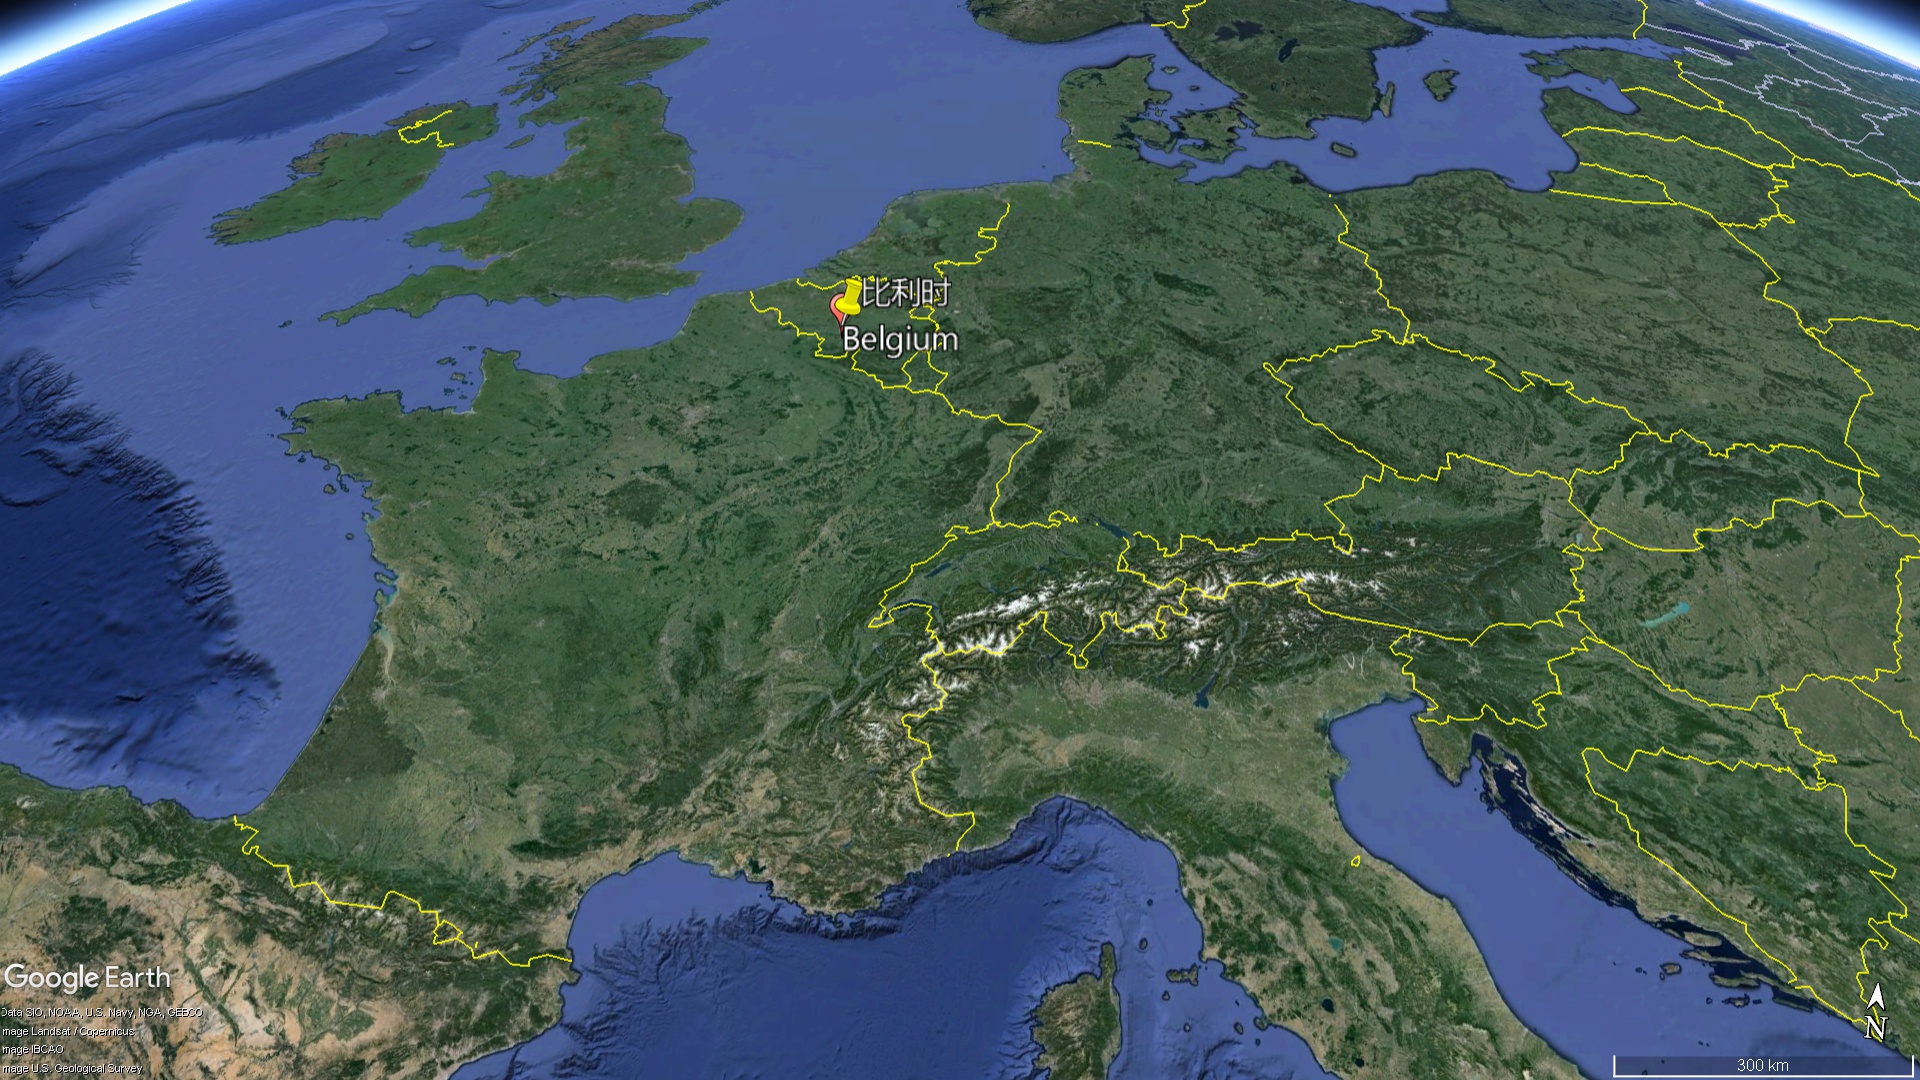 比利时
Belgium
Google Earth
Data SIO, NOAA, U.S. Navy, NGA, GEBCO
mage Landsat / Copernicus
mage IBCAO
mage U.S. Geological Survey
N
300 km